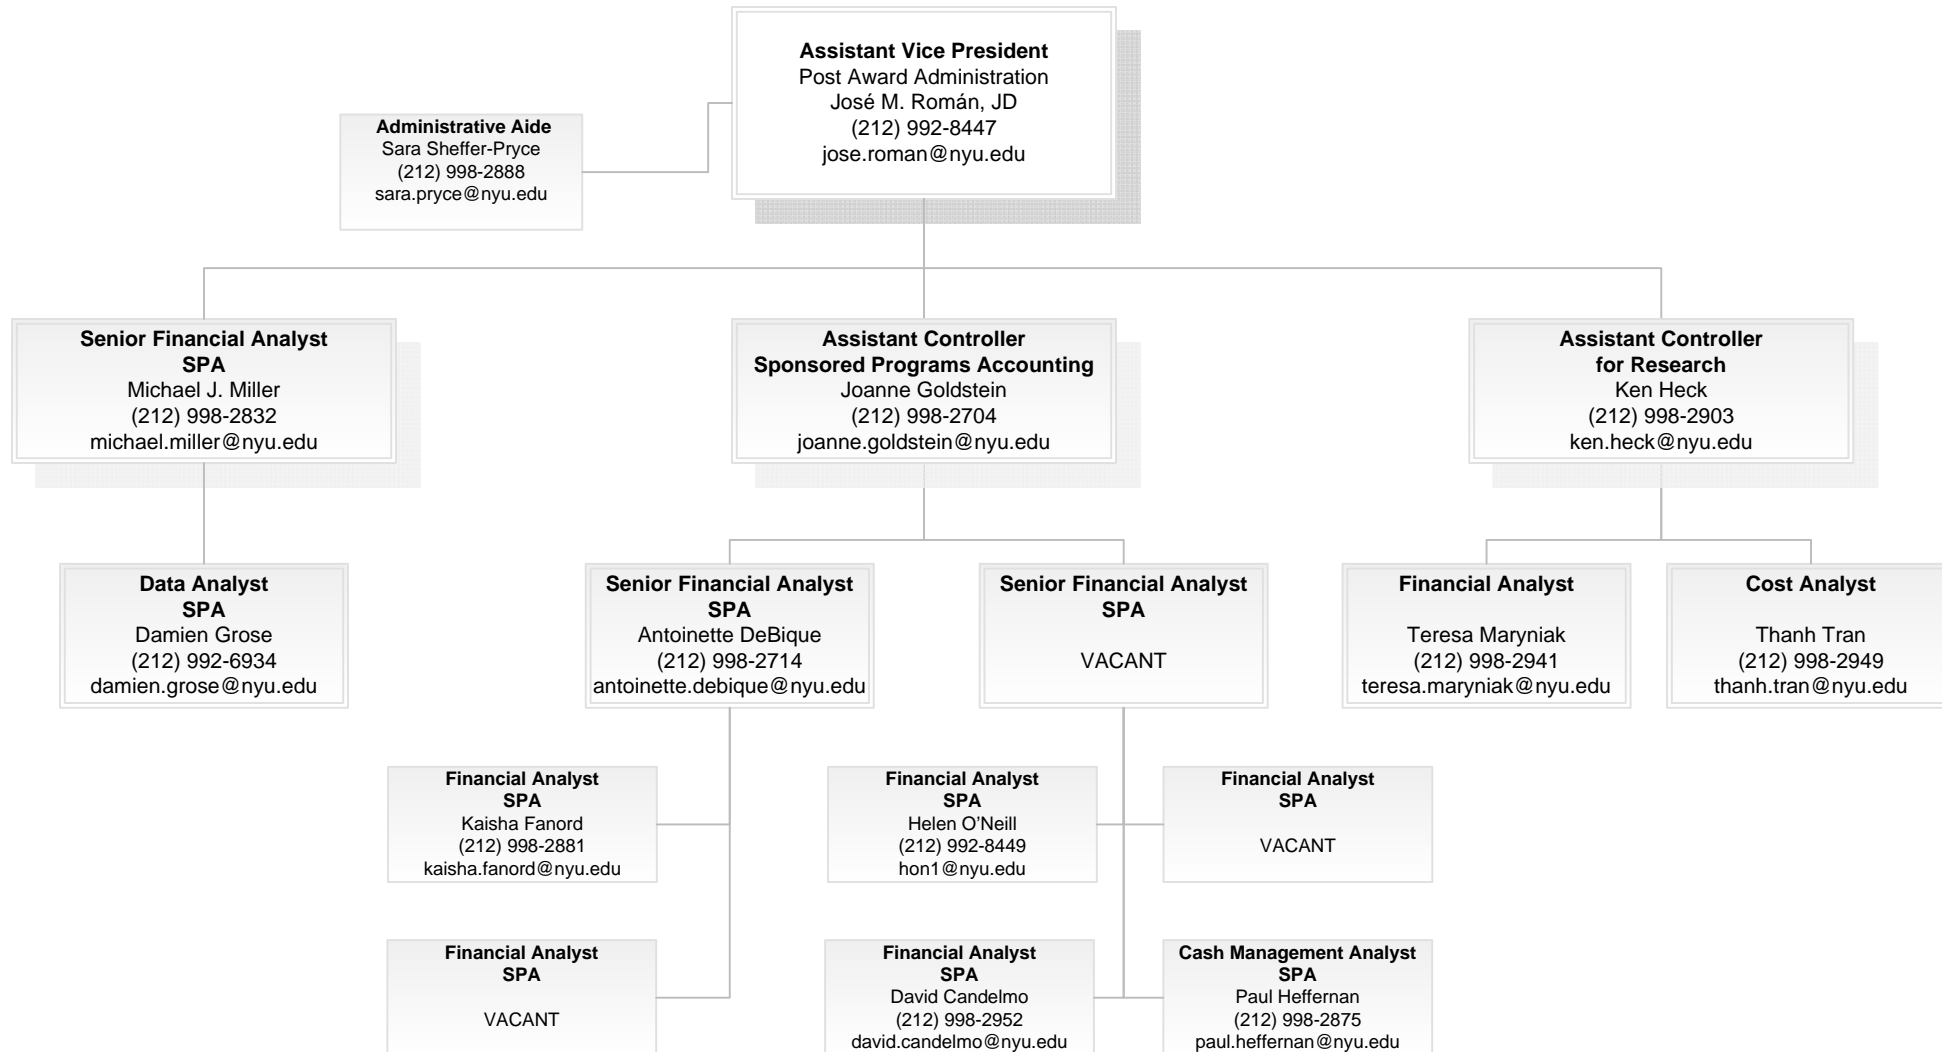 Assistant Vice President
Post Award Administration
José M. Román, JD
(212) 992-8447
jose.roman@nyu.edu
Administrative Aide
Sara Sheffer-Pryce
(212) 998-2888
sara.pryce@nyu.edu
Senior Financial Analyst
SPA
Michael J. Miller
(212) 998-2832
michael.miller@nyu.edu
Assistant Controller
Sponsored Programs Accounting
Joanne Goldstein
(212) 998-2704
joanne.goldstein@nyu.edu
Assistant Controller
for Research
Ken Heck
(212) 998-2903
ken.heck@nyu.edu
Data Analyst
SPA
Damien Grose
(212) 992-6934
damien.grose@nyu.edu
Senior Financial Analyst
SPA
Antoinette DeBique
(212) 998-2714
antoinette.debique@nyu.edu
Senior Financial Analyst
SPA
VACANT
Financial Analyst
Teresa Maryniak
(212) 998-2941
teresa.maryniak@nyu.edu
Cost Analyst
Thanh Tran
(212) 998-2949
thanh.tran@nyu.edu
Financial Analyst
SPA
Kaisha Fanord
(212) 998-2881
kaisha.fanord@nyu.edu
Financial Analyst
SPA
Helen O’Neill
(212) 992-8449
hon1@nyu.edu
Financial Analyst
SPA
VACANT
Financial Analyst
SPA
VACANT
Financial Analyst
SPA
David Candelmo
(212) 998-2952
david.candelmo@nyu.edu
Cash Management Analyst
SPA
Paul Heffernan
(212) 998-2875
paul.heffernan@nyu.edu